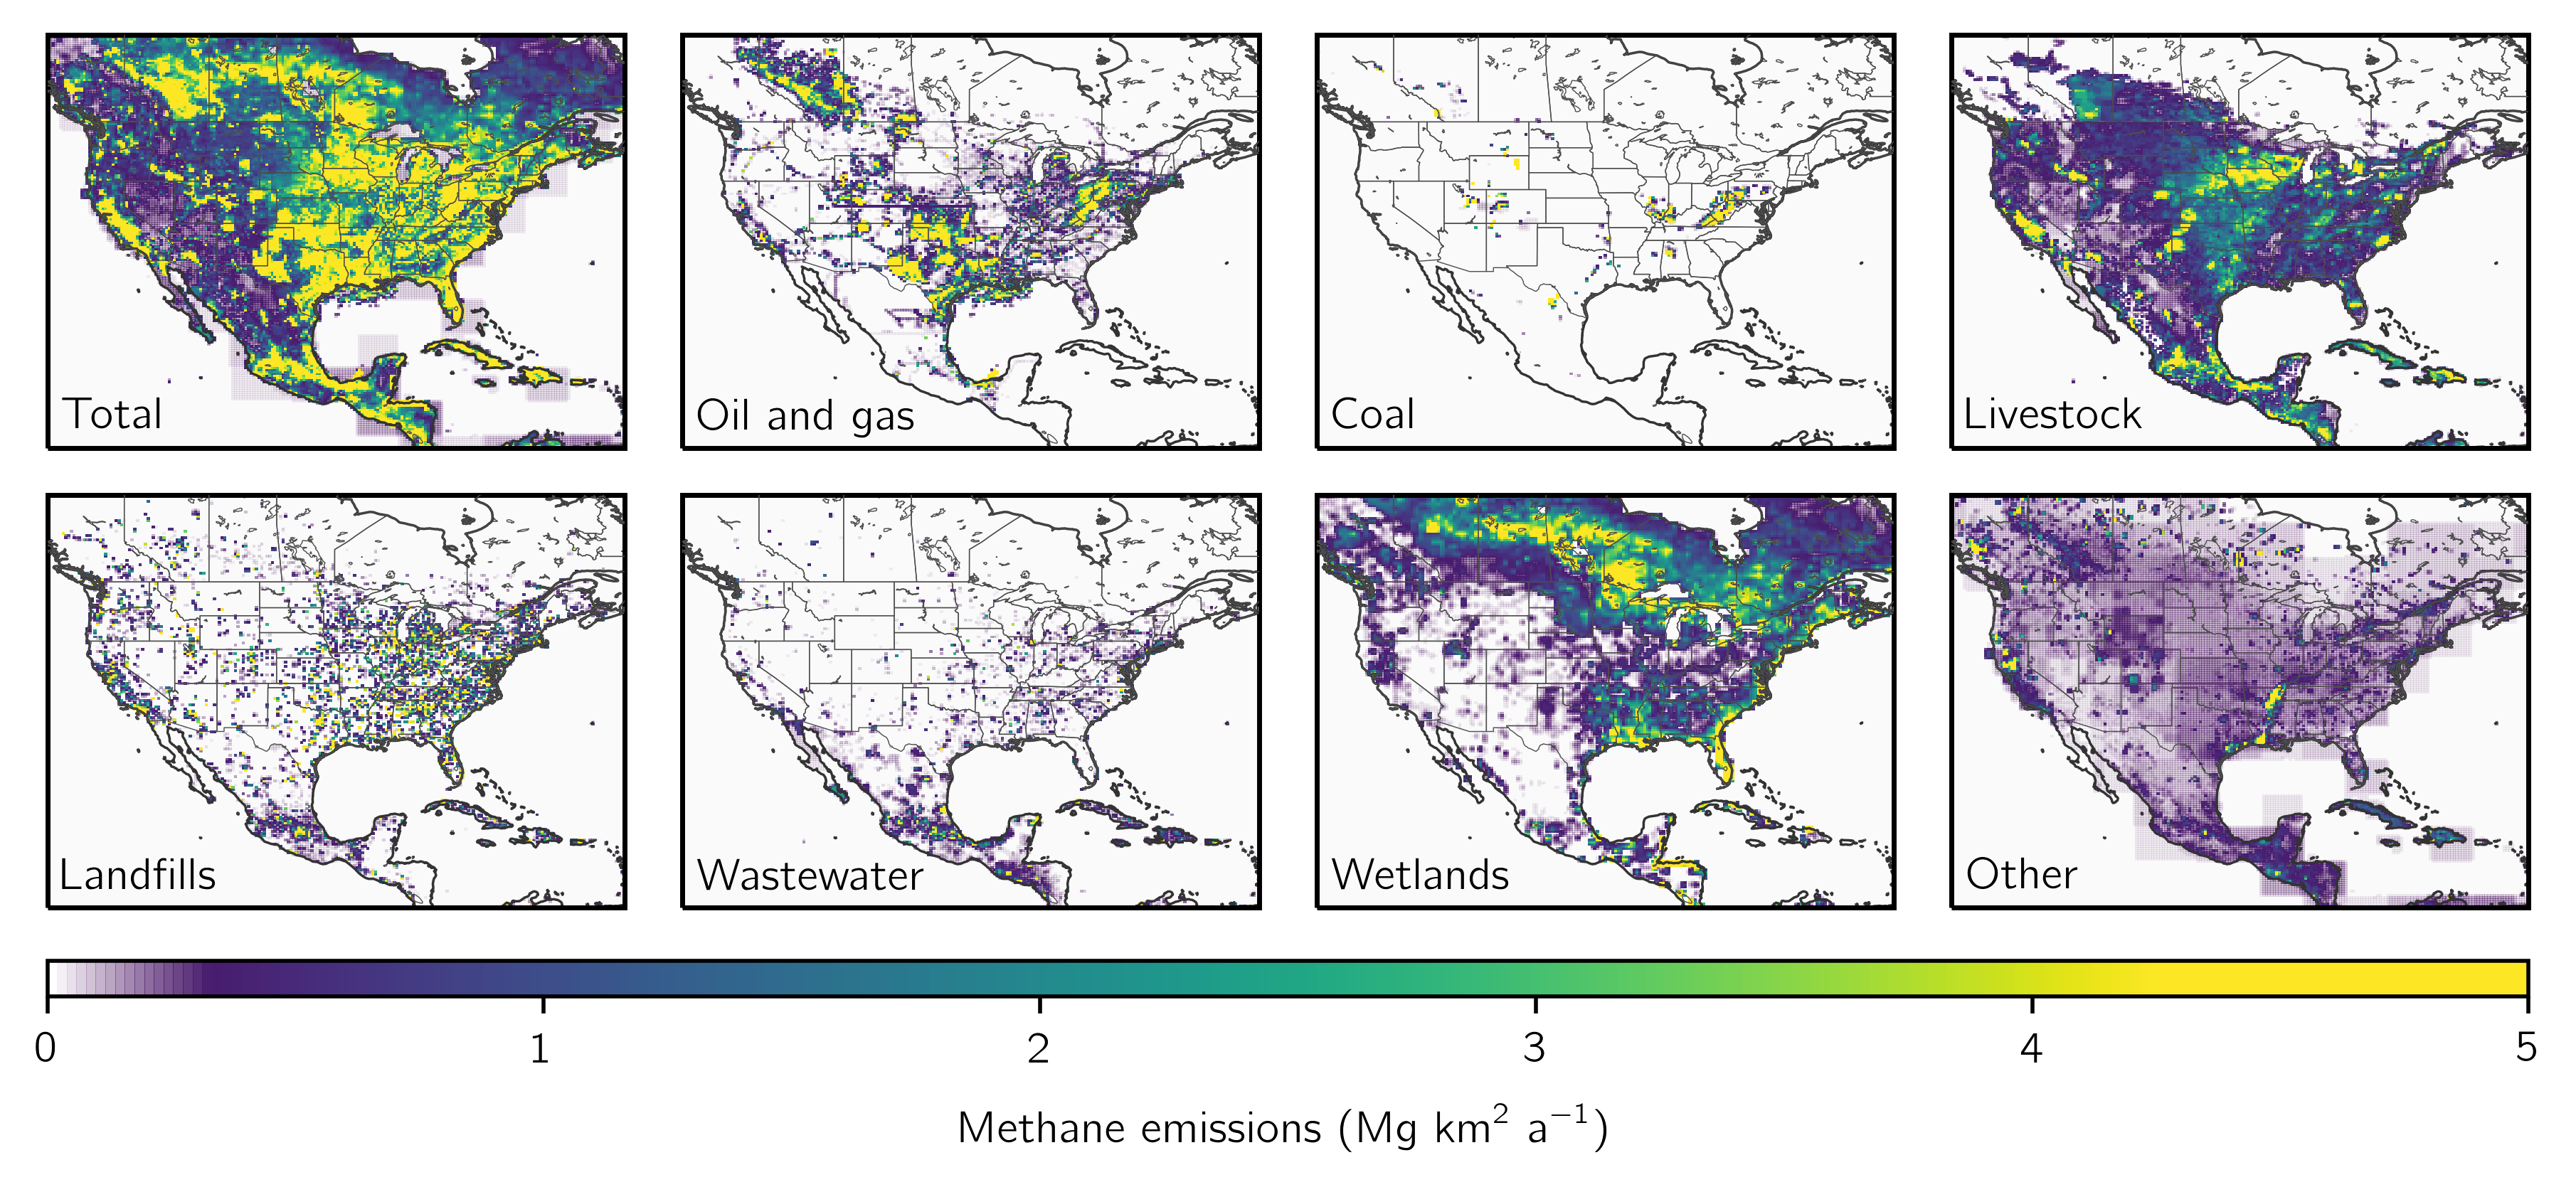 Total
Oil and gas
Coal
Livestock
Landfills
Wastewater
Wetlands
Other
0 1 2 3 4 5
Methane emissions (Mg km² a⁻¹)